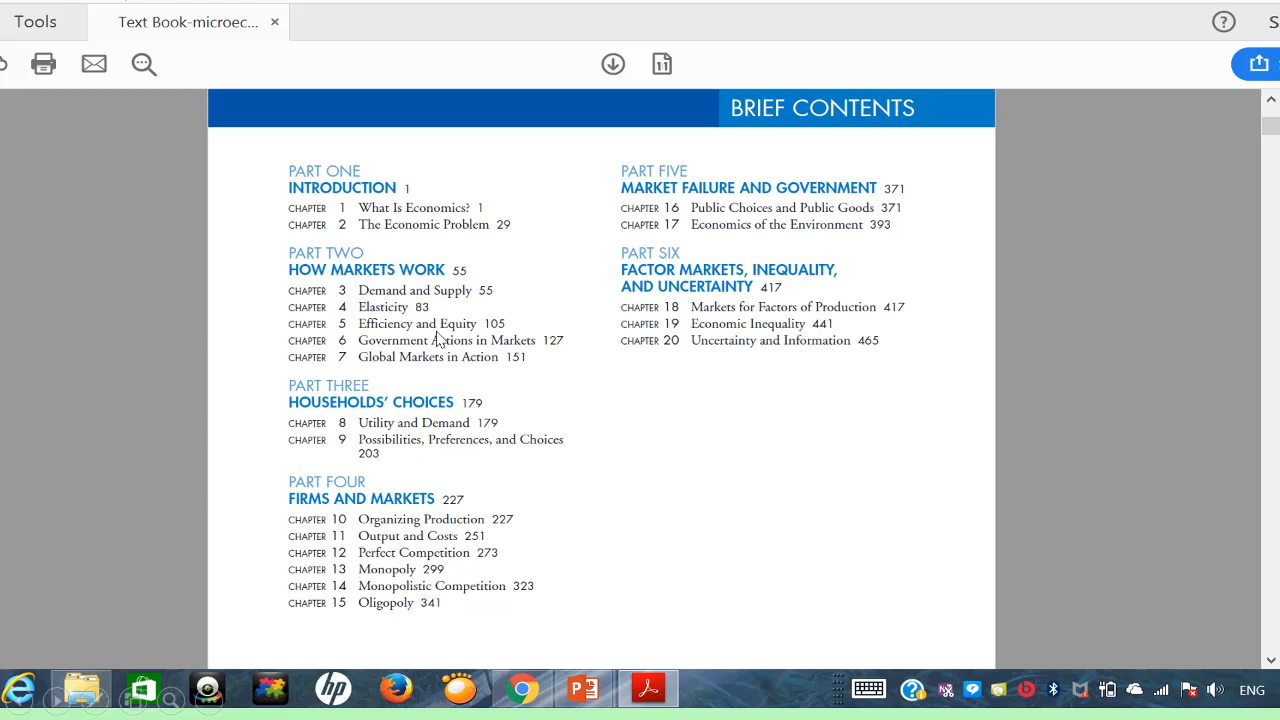 Tools
Text Book-microec... ×
?
S
BRIEF CONTENTS
PART ONE
INTRODUCTION 1
CHAPTER 1 What Is Economics? 1
CHAPTER 2 The Economic Problem 29
PART TWO
HOW MARKETS WORK 55
CHAPTER 3 Demand and Supply 55
CHAPTER 4 Elasticity 83
CHAPTER 5 Efficiency and Equity 105
CHAPTER 6 Government Actions in Markets 127
CHAPTER 7 Global Markets in Action 151
PART THREE
HOUSEHOLDS' CHOICES 179
CHAPTER 8 Utility and Demand 179
CHAPTER 9 Possibilities, Preferences, and Choices
203
PART FOUR
FIRMS AND MARKETS 227
CHAPTER 10 Organizing Production 227
CHAPTER 11 Output and Costs 251
CHAPTER 12 Perfect Competition 273
CHAPTER 13 Monopoly 299
CHAPTER 14 Monopolistic Competition 323
CHAPTER 15 Oligopoly 341
PART FIVE
MARKET FAILURE AND GOVERNMENT 371
CHAPTER 16 Public Choices and Public Goods 371
CHAPTER 17 Economics of the Environment 393
PART SIX
FACTOR MARKETS, INEQUALITY,
AND UNCERTAINTY 417
CHAPTER 18 Markets for Factors of Production 417
CHAPTER 19 Economic Inequality 441
CHAPTER 20 Uncertainty and Information 465
hp
ENG